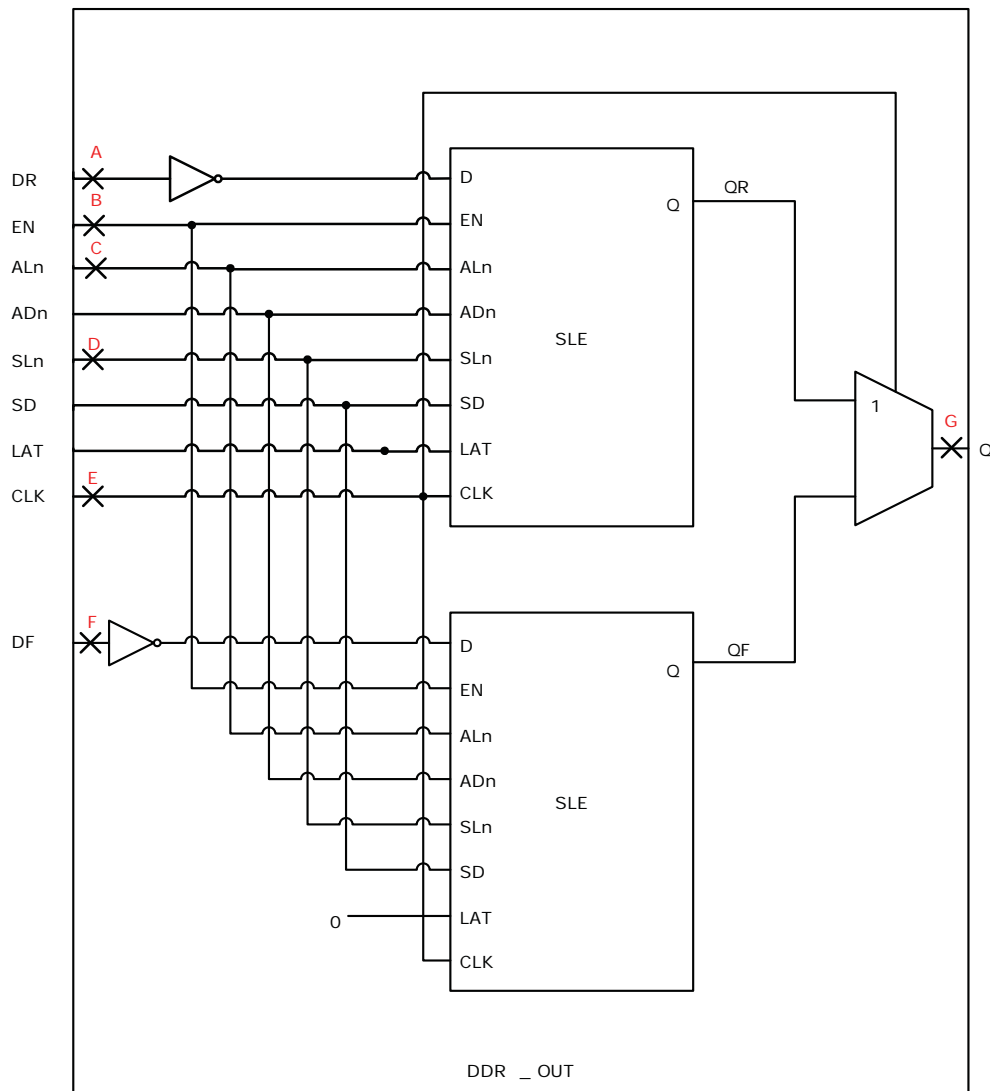 A
DR
B
EN
C
ALn
ADn
D
SLn
SD
LAT
E
CLK
F
DF
D
EN
ALn
ADn
SLn
SD
LAT
CLK
SLE
Q
QR
1
G
Q
D
EN
ALn
ADn
SLn
SD
LAT
CLK
0
SLE
Q
QF
DDR _ OUT